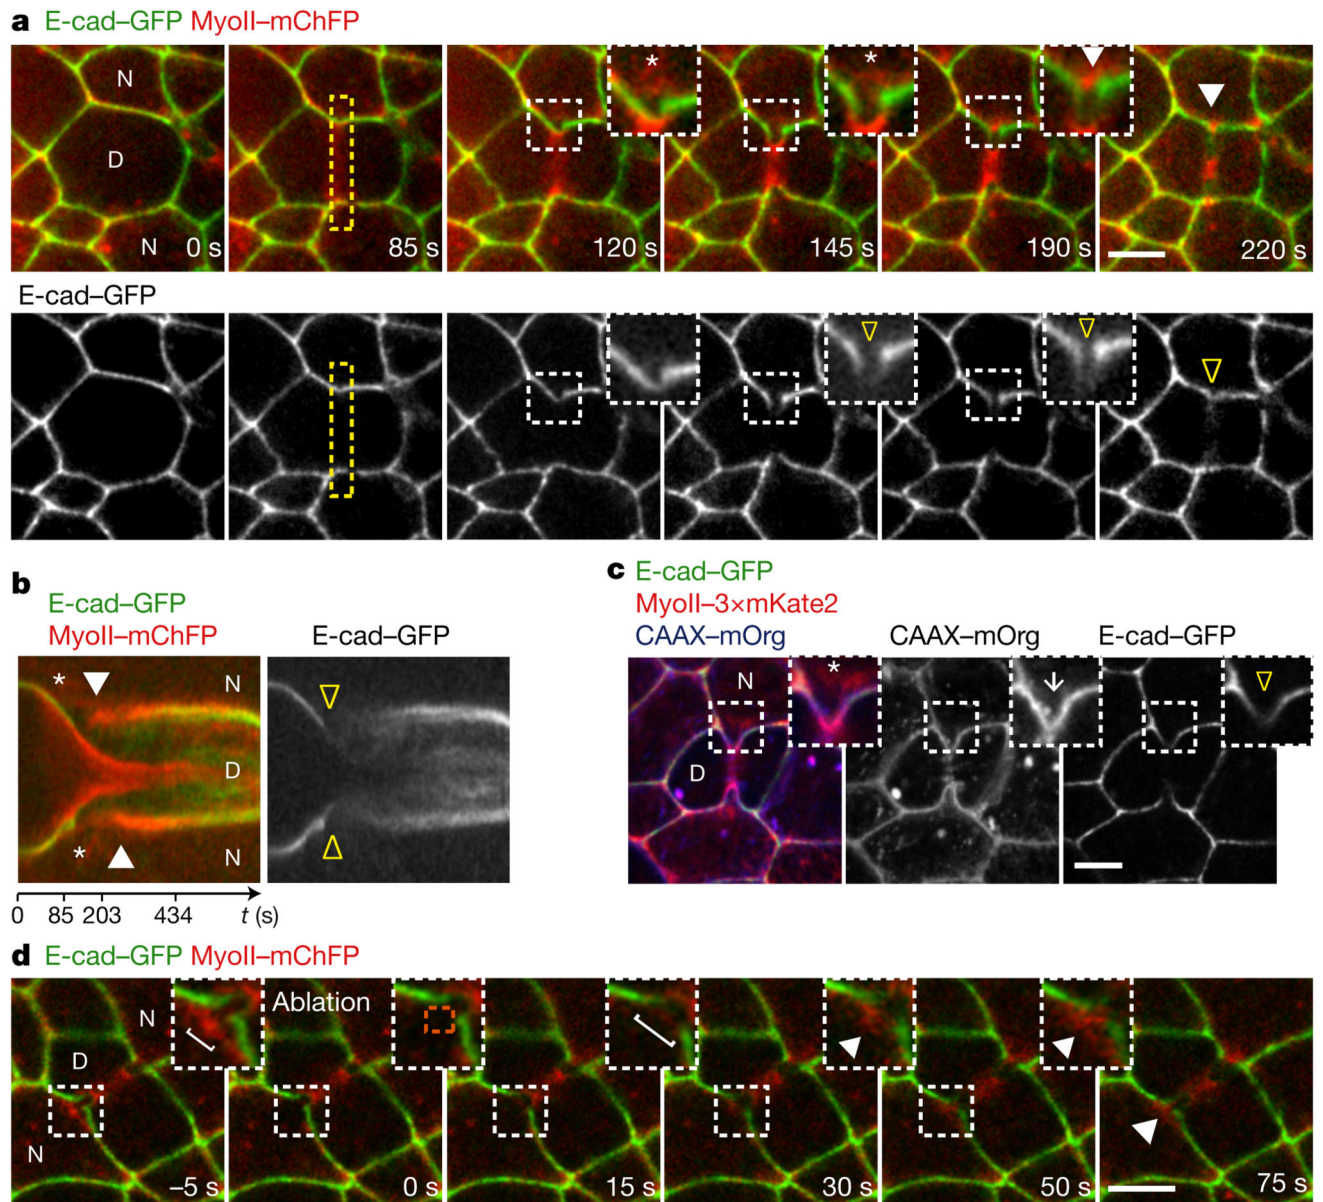 a E-cad–GFP MyoII–mChFP
N
D
N 0 s
85 s
*
120 s
*
145 s
190 s
220 s
E-cad–GFP
b
E-cad–GFP
MyoII–mChFP
E-cad–GFP
* N
D
* N
0 85 203 434 t (s)
c E-cad–GFP
MyoII–3×mKate2
CAAX–mOrg CAAX–mOrg E-cad–GFP
*
N
D
d E-cad–GFP MyoII–mChFP
N
D
N –5 s
Ablation
0 s
15 s
30 s
50 s
75 s